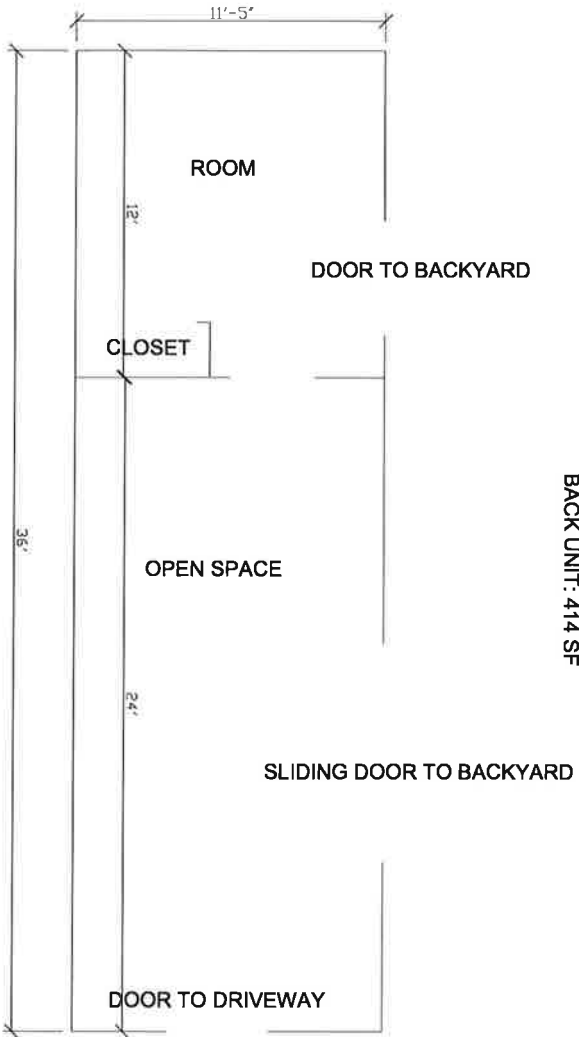 11'-5"
ROOM
12'
DOOR TO BACKYARD
CLOSET
36'
OPEN SPACE
BACK UNIT: 414 SF
24'
SLIDING DOOR TO BACKYARD
DOOR TO DRIVEWAY